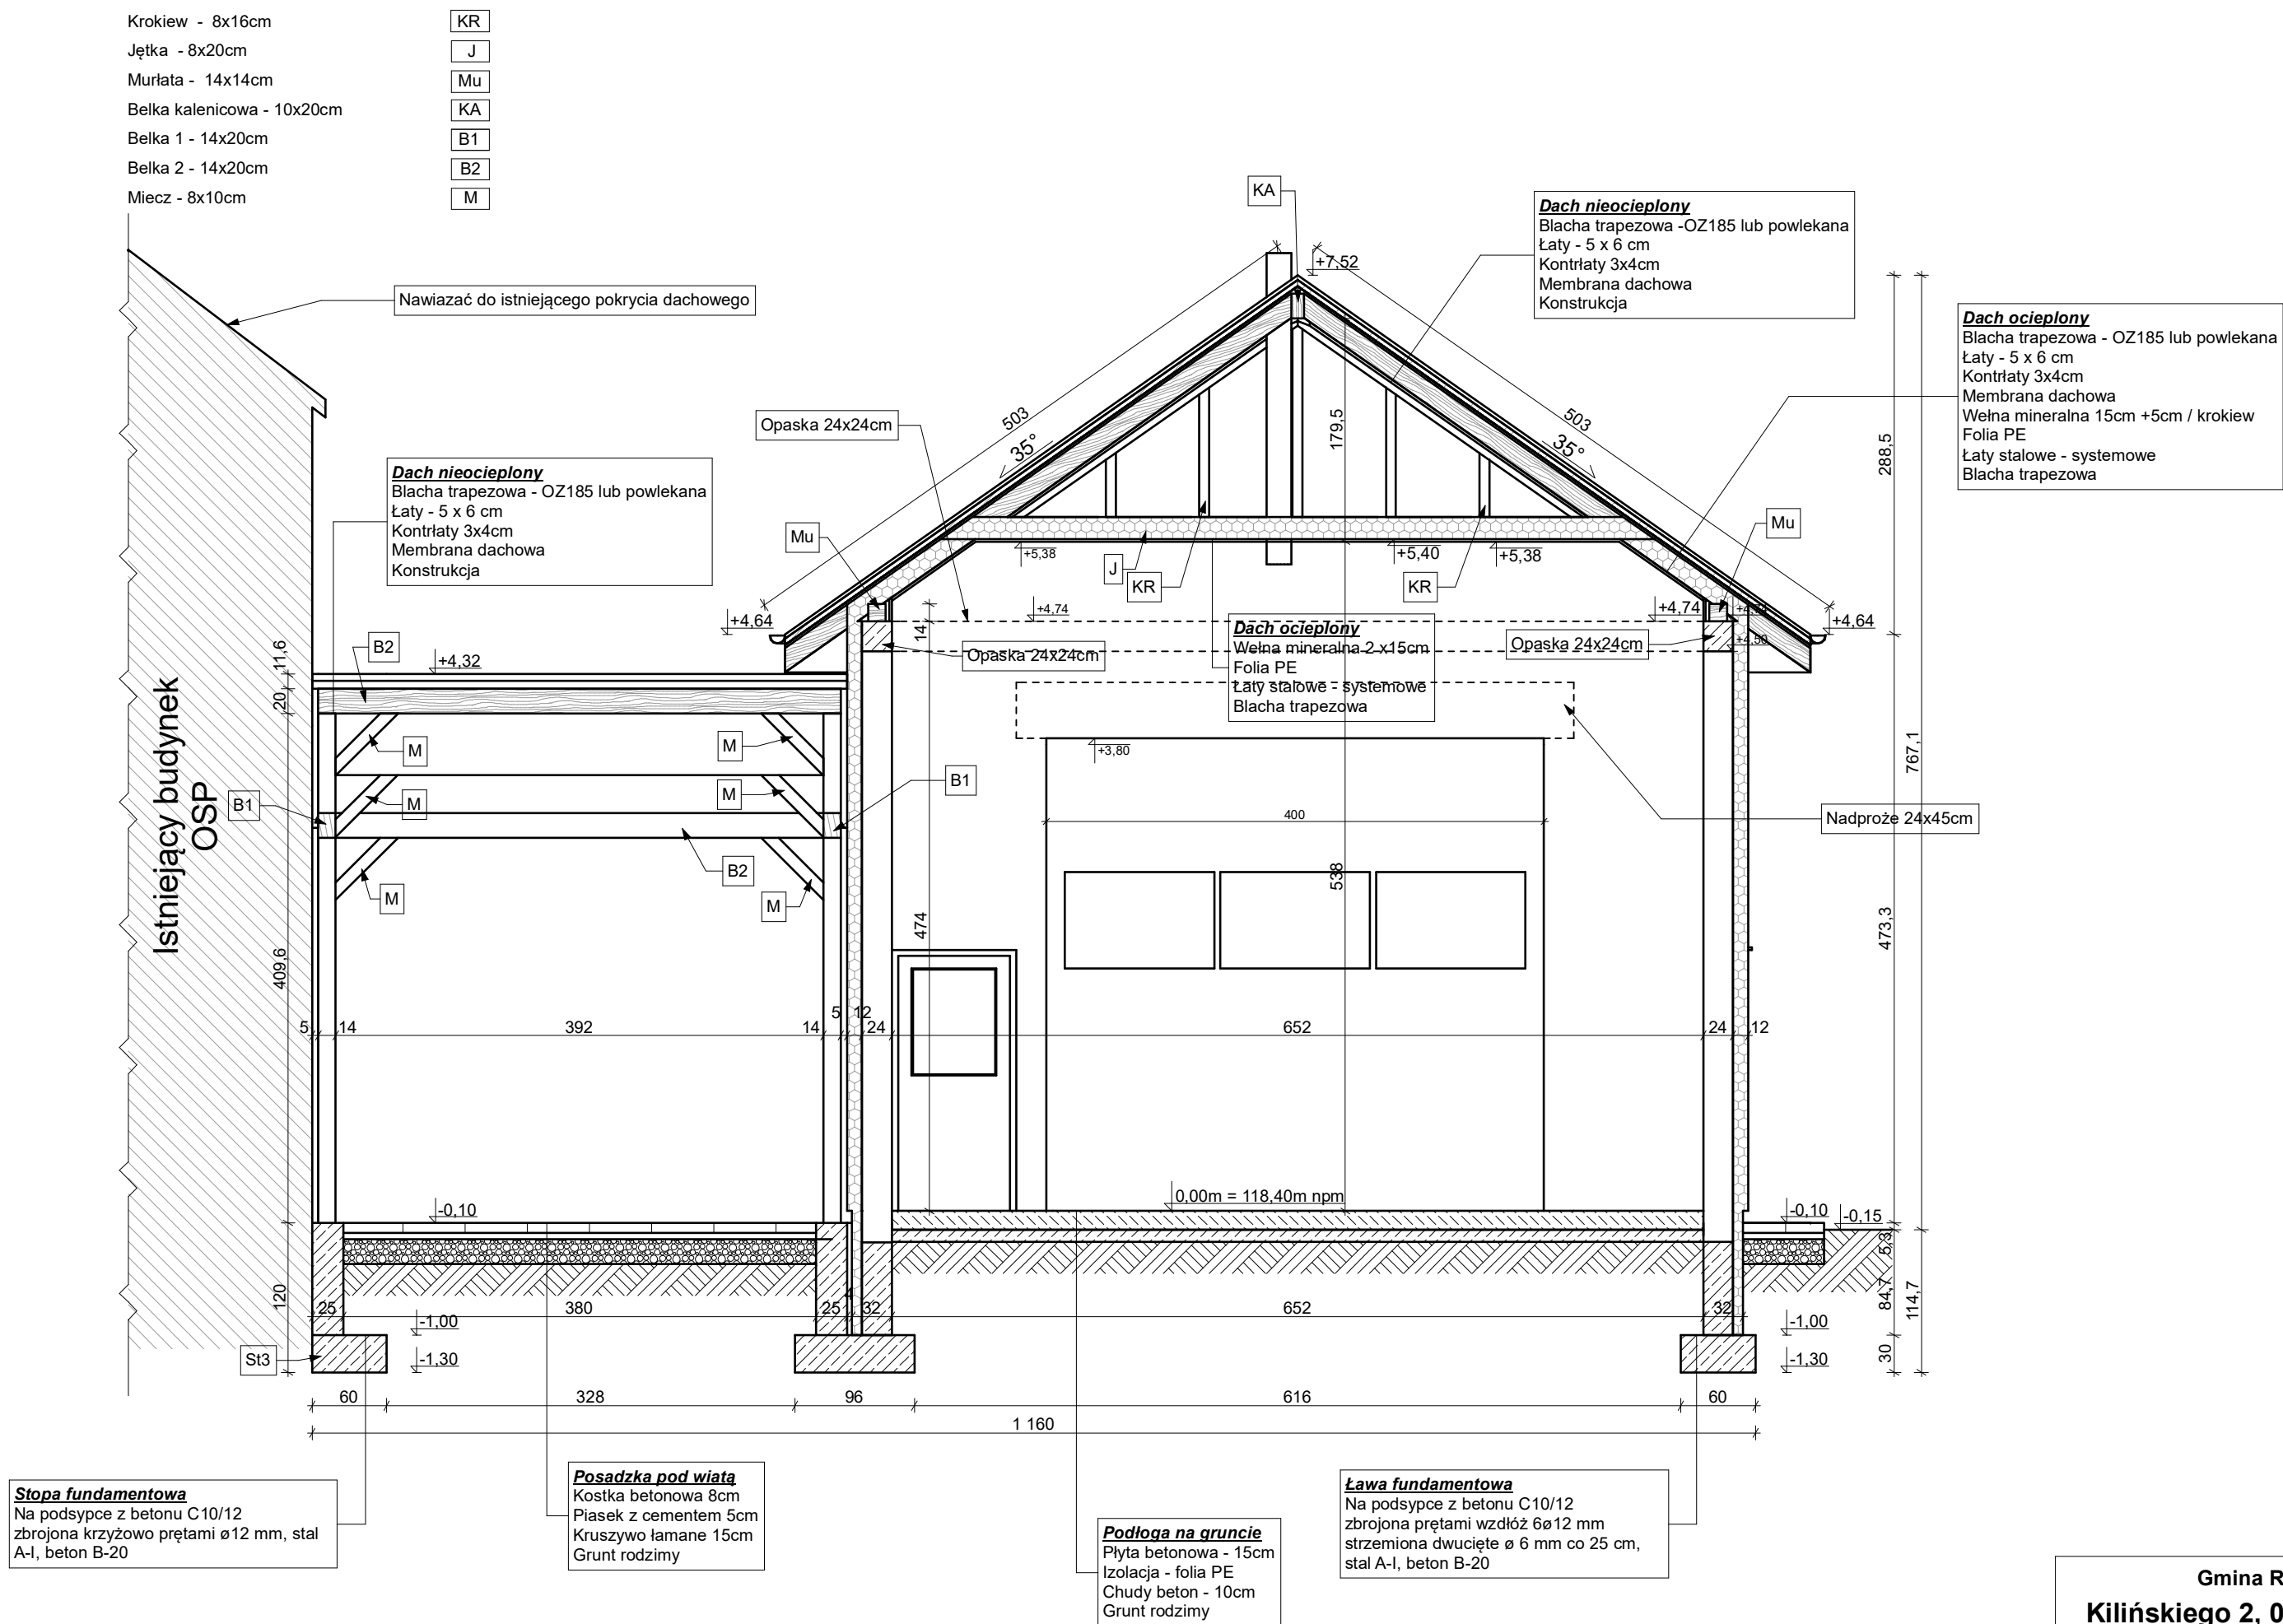 Krokiew - 8x16cm KR
Jętka - 8x20cm J
Murłata - 14x14cm Mu
Belka kalenicowa - 10x20cm KA
Belka 1 - 14x20cm B1
Belka 2 - 14x20cm B2
Miecz - 8x10cm M
KA
Dach nieocieplony
Blacha trapezowa -OZ185 lub powlekana
Łaty - 5 x 6 cm
Kontrłaty 3x4cm
Membrana dachowa
Konstrukcja
+7,52
Nawiazać do istniejącego pokrycia dachowego
Dach ocieplony
Blacha trapezowa - OZ185 lub powlekana
Łaty - 5 x 6 cm
Kontrłaty 3x4cm
Membrana dachowa
Wełna mineralna 15cm +5cm / krokiew
Folia PE
Łaty stalowe - systemowe
Blacha trapezowa
Opaska 24x24cm
503
35°
179,5
503
35°
288,5
Dach nieocieplony
Blacha trapezowa - OZ185 lub powlekana
Łaty - 5 x 6 cm
Kontrłaty 3x4cm
Membrana dachowa
Konstrukcja
Mu
Mu
+5,38
+5,40
+5,38
J
KR
KR
+4,64
+4,74
+4,74
+4,74
+4,64
14
Dach ocieplony
Wełna mineralna 2 x15cm
Folia PE
Łaty stalowe - systemowe
Blacha trapezowa
Opaska 24x24cm
Opaska 24x24cm
+4,50
B2
+4,32
11,6
20
M
M
+3,80
767,1
Istniejący budynek
OSP
B1
M
M
B1
400
Nadproże 24x45cm
B2
538
M
M
474
473,3
409,6
5
14
392
14
5
12
24
652
24
12
-0,10
0,00m = 118,40m npm
-0,10
-0,15
5,3
120
25
380
25
4
32
652
32
84,7
114,7
-1,00
-1,00
St3
-1,30
-1,30
30
60
328
96
616
60
1 160
Stopa fundamentowa
Na podsypce z betonu C10/12
zbrojona krzyżowo prętami ø12 mm, stal
A-I, beton B-20
Posadzka pod wiatą
Kostka betonowa 8cm
Piasek z cementem 5cm
Kruszywo łamane 15cm
Grunt rodzimy
Podłoga na gruncie
Płyta betonowa - 15cm
Izolacja - folia PE
Chudy beton - 10cm
Grunt rodzimy
Ława fundamentowa
Na podsypce z betonu C10/12
zbrojona prętami wzdłóż 6ø12 mm
strzemiona dwucięte ø 6 mm co 25 cm,
stal A-I, beton B-20
Gmina R
Kilińskiego 2, 0